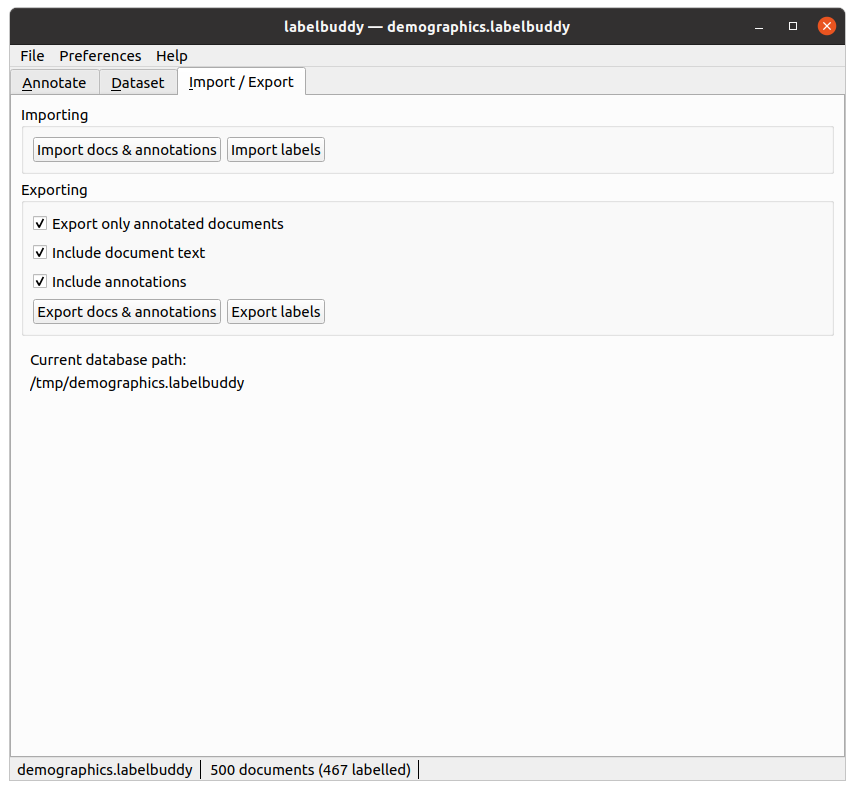 labelbuddy — demographics.labelbuddy
File Preferences Help
Annotate Dataset Import / Export
Importing
Import docs & annotations Import labels
Exporting
Export only annotated documents
Include document text
Include annotations
Export docs & annotations Export labels
Current database path:
/tmp/demographics.labelbuddy
demographics.labelbuddy 500 documents (467 labelled)